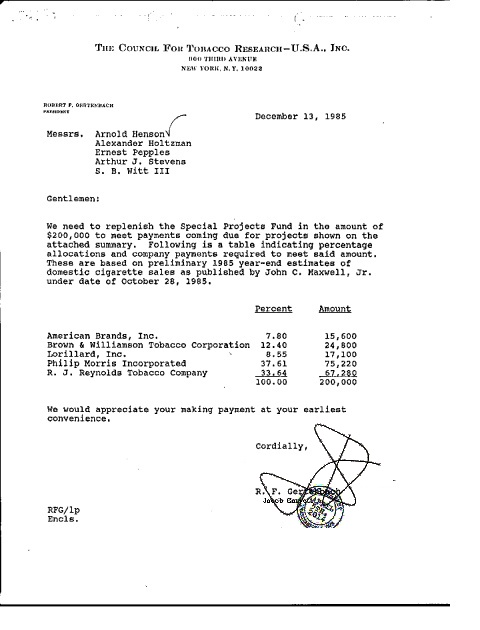 THE COUNCIL FOR TOBACCO RESEARCH-U.S.A., INC.
900 THIRD AVENUE
NEW YORK, N.Y. 10022
ROBERT F. GERTENBACH
PRESIDENT
December 13, 1985
Messrs. Arnold Henson
Alexander Holtzman
Ernest Pepples
Arthur J. Stevens
S. B. Witt III
Gentlemen:
We need to replenish the Special Projects Fund in the amount of
$200,000 to meet payments coming due for projects shown on the
attached summary. Following is a table indicating percentage
allocations and company payments required to meet said amount.
These are based on preliminary 1985 year-end estimates of
domestic cigarette sales as published by John C. Maxwell, Jr.
under date of October 28, 1985.
Percent Amount
American Brands, Inc. 7.80 15,600
Brown & Williamson Tobacco Corporation 12.40 24,800
Lorillard, Inc. 8.55 17,100
Philip Morris Incorporated 37.61 75,220
R. J. Reynolds Tobacco Company 33.64 67,280
100.00 200,000
We would appreciate your making payment at your earliest
convenience.
Cordially,
R. F. Gertenbach
Jacob
RFG/lp
Encls.